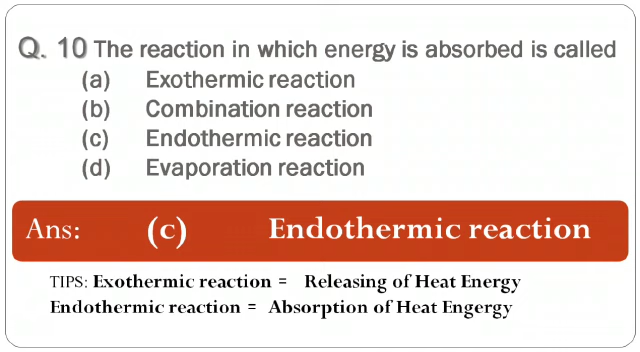 Q. 10 The reaction in which energy is absorbed is called
(a) Exothermic reaction
(b) Combination reaction
(c) Endothermic reaction
(d) Evaporation reaction
Ans: (c) Endothermic reaction
TIPS: Exothermic reaction = Releasing of Heat Energy
Endothermic reaction = Absorption of Heat Engergy